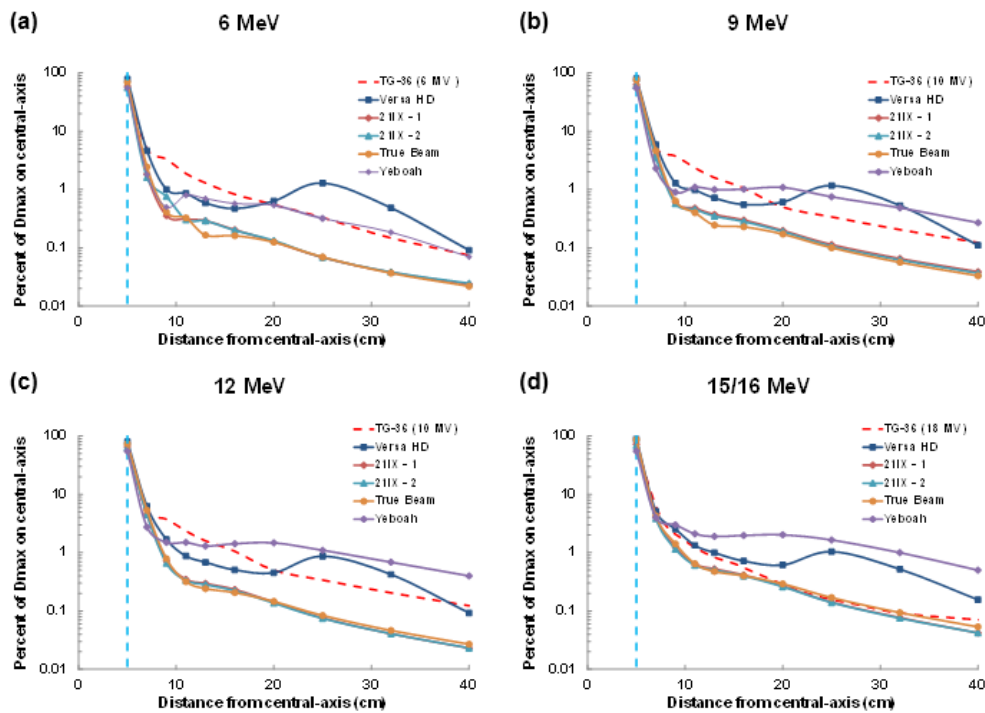 (a)
6 MeV
Percent of Dmax on central-axis
100
10
1
0.1
0.01
0
10
20
30
40
Distance from central-axis (cm)
TG-36 (6 MV)
Versa HD
21IX - 1
21IX - 2
True Beam
Yeboah
(b)
9 MeV
Percent of Dmax on central-axis
100
10
1
0.1
0.01
0
10
20
30
40
Distance from central-axis (cm)
TG-36 (10 MV)
Versa HD
21IX - 1
21IX - 2
True Beam
Yeboah
(c)
12 MeV
Percent of Dmax on central-axis
100
10
1
0.1
0.01
0
10
20
30
40
Distance from central-axis (cm)
TG-36 (10 MV)
Versa HD
21IX - 1
21IX - 2
True Beam
Yeboah
(d)
15/16 MeV
Percent of Dmax on central-axis
100
10
1
0.1
0.01
0
10
20
30
40
Distance from central-axis (cm)
TG-36 (18 MV)
Versa HD
21IX - 1
21IX - 2
True Beam
Yeboah